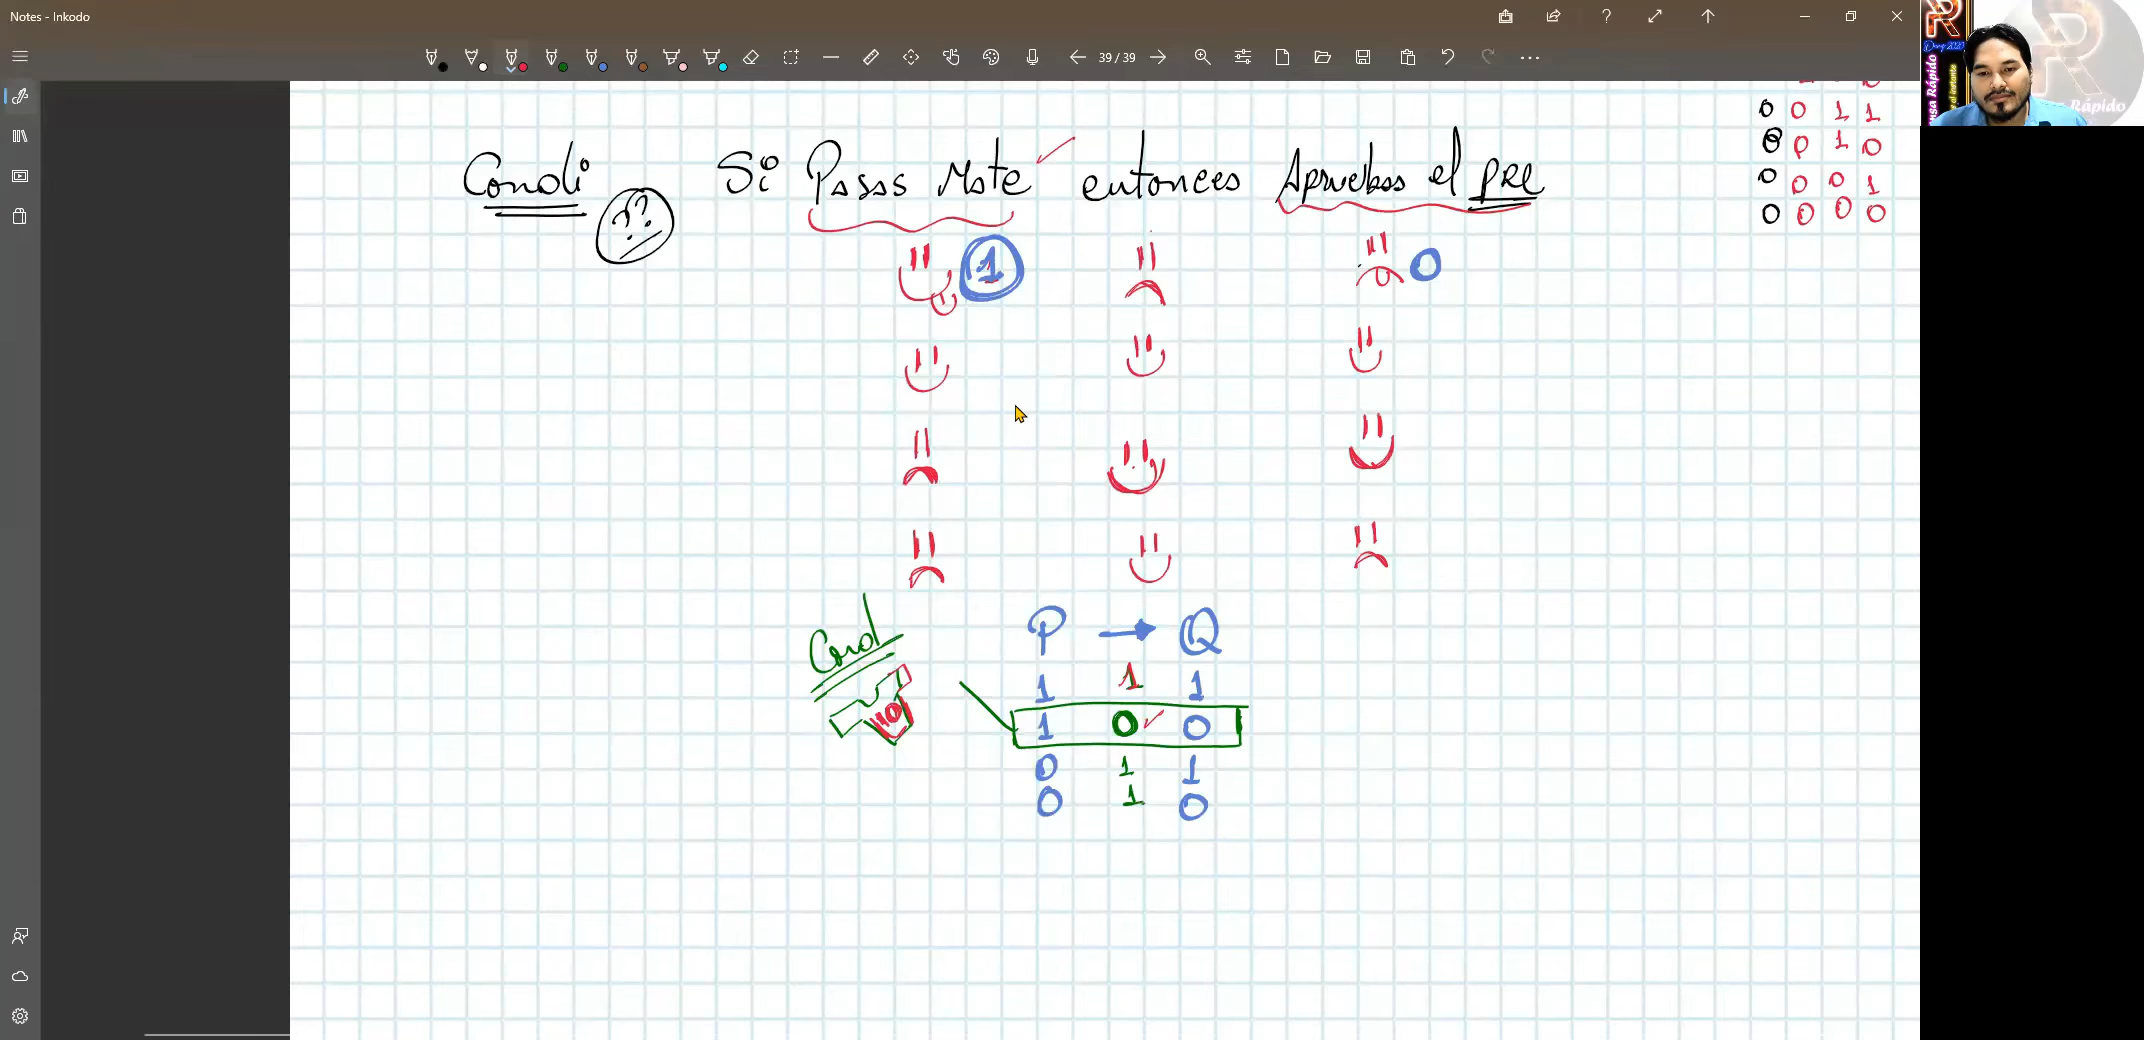 Notes - Inkodo
39 / 39
0 0 1 1
0 0 1 0
0 0 0 1
0 0 0 0
Condi ?? Si Pasas Mate entonces Apruebas el PRE
1 0
P → Q
Cond
1 1 1
1 0 0
0 1 1
0 1 0
Rápido